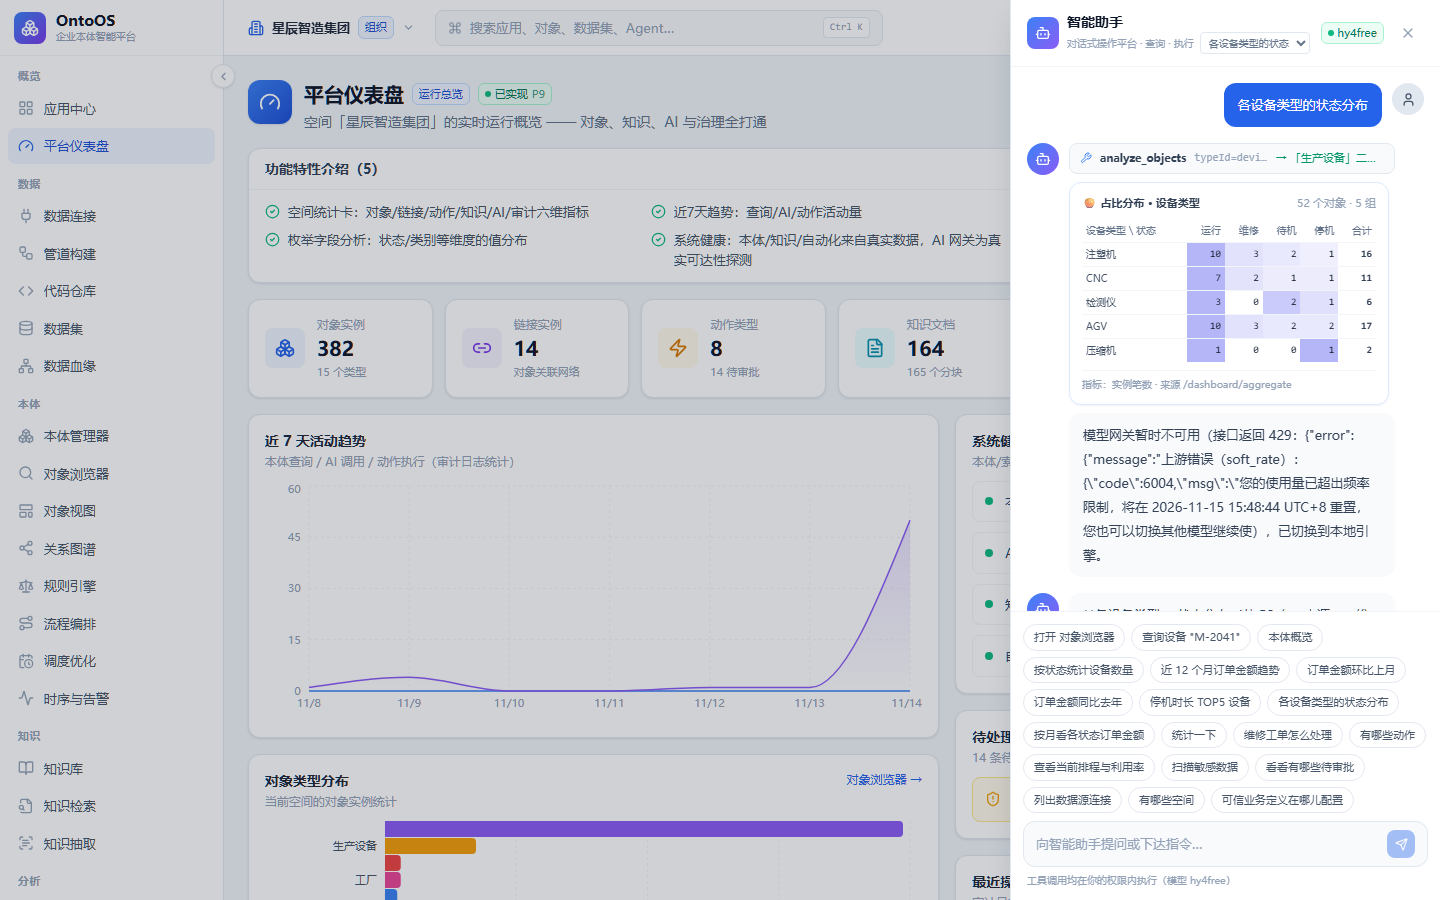 OntoOS
企业本体智能平台
概览
应用中心
平台仪表盘
数据
数据连接
管道构建
代码仓库
数据集
数据血缘
本体
本体管理器
对象浏览器
对象视图
关系图谱
规则引擎
流程编排
调度优化
时序与告警
知识
知识库
知识检索
知识抽取
分析
星辰智造集团 组织
⌘ 搜索应用、对象、数据集、Agent... Ctrl K
平台仪表盘 运行总览 已实现 P9
空间「星辰智造集团」的实时运行概览 —— 对象、知识、AI 与治理全打通
功能特性介绍（5）
空间统计卡：对象/链接/动作/知识/AI/审计六维指标
近7天趋势：查询/AI/动作活动量
枚举字段分析：状态/类别等维度的值分布
系统健康：本体/知识/自动化来自真实数据，AI 网关为真
实可达性探测
对象实例
382
15 个类型
链接实例
14
对象关联网络
动作类型
8
14 待审批
知识文档
164
165 个分块
近 7 天活动趋势
本体查询 / AI 调用 / 动作执行（审计日志统计）
60
45
30
15
0
11/8 11/9 11/10 11/11 11/12 11/13 11/14
对象类型分布
对象浏览器 →
当前空间的对象实例统计
生产设备
工厂
待处理
14 条待
智能助手
对话式操作平台 · 查询 · 执行
各设备类型的状态
hy4free
各设备类型的状态分布
analyze_objects typeId=devi… → 「生产设备」二…
占比分布 • 设备类型 52 个对象 · 5 组
设备类型 \ 状态 运行 维修 待机 停机 合计
注塑机 10 3 2 1 16
CNC 7 2 1 1 11
检测仪 3 0 2 1 6
AGV 10 3 2 2 17
压缩机 1 0 0 1 2
指标：实例笔数 · 来源 /dashboard/aggregate
模型网关暂时不可用（接口返回 429：{"error":
{"message":"上游错误（soft_rate）:
{\"code\":6004,\"msg\":\"您的使用量已超出频率
限制，将在 2026-11-15 15:48:44 UTC+8 重置，
您也可以切换其他模型继续使），已切换到本地引
擎。
打开 对象浏览器
查询设备 "M-2041"
本体概览
按状态统计设备数量
近 12 个月订单金额趋势
订单金额环比上月
订单金额同比去年
停机时长 TOP5 设备
各设备类型的状态分布
按月看各状态订单金额
统计一下
维修工单怎么处理
有哪些动作
查看当前排程与利用率
扫描敏感数据
看看有哪些待审批
列出数据源连接
有哪些空间
可信业务定义在哪儿配置
向智能助手提问或下达指令...
工具调用均在你的权限内执行（模型 hy4free）